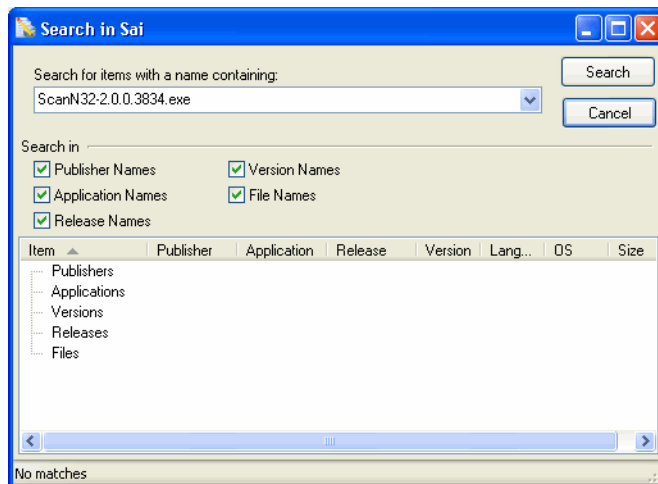 Search in Sai
Search for items with a name containing:
Search
ScanN32-2.0.0.3834.exe
Cancel
Search in
Publisher Names
Version Names
Application Names
File Names
Release Names
Item Publisher Application Release Version Lang... OS Size
Publishers
Applications
Versions
Releases
Files
No matches